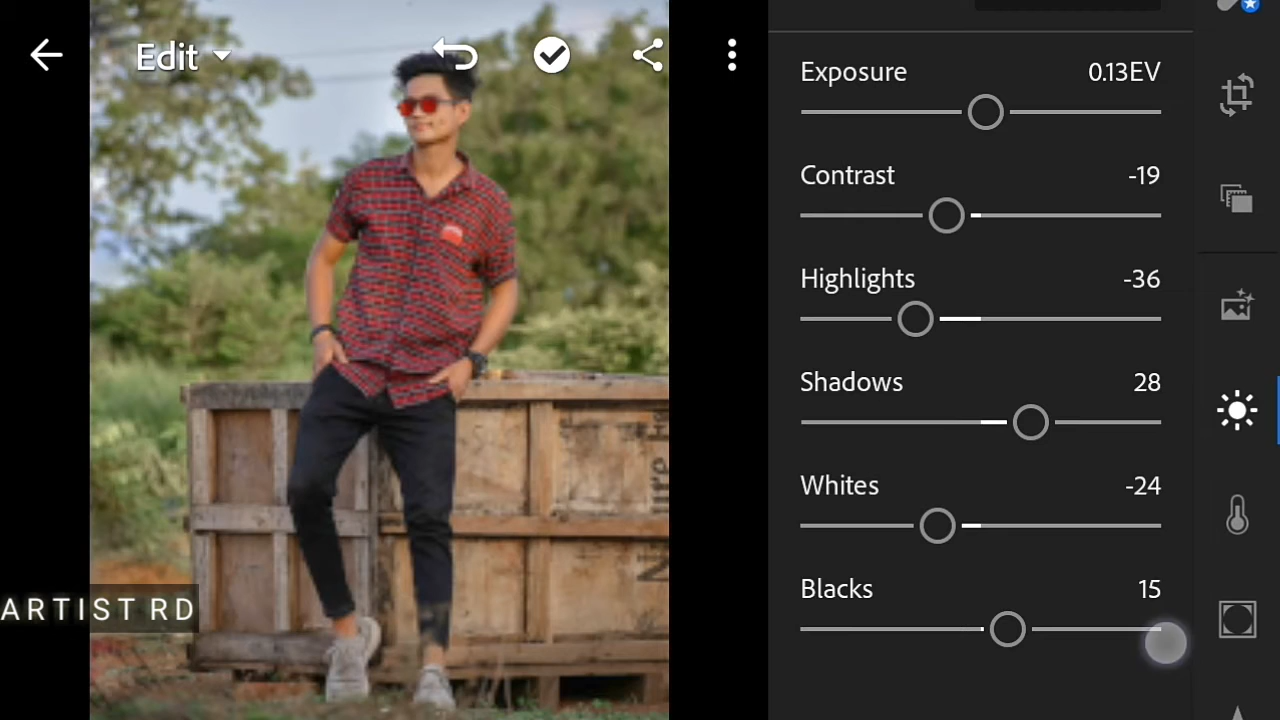 Edit
Exposure 0.13EV
Contrast -19
Highlights -36
Shadows 28
Whites -24
Blacks 15
ARTIST RD